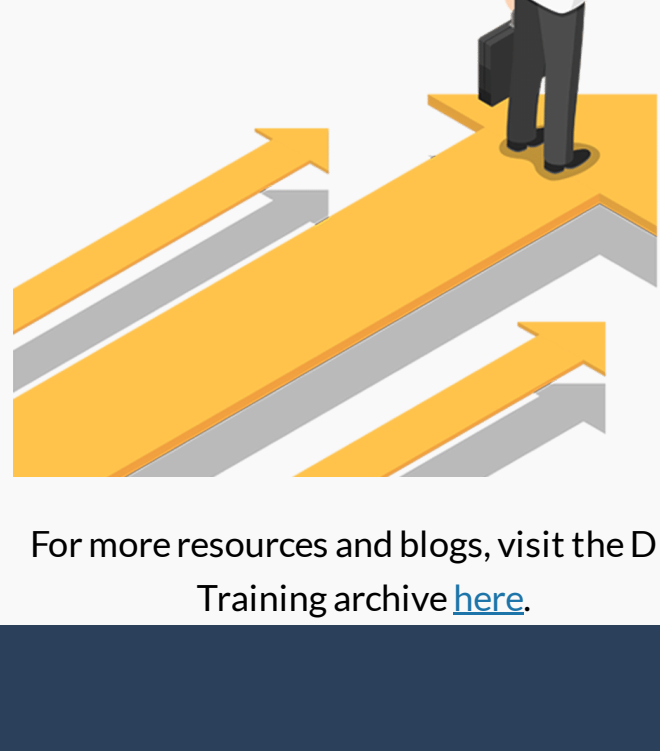 For more resources and blogs, visit the D
Training archive here.